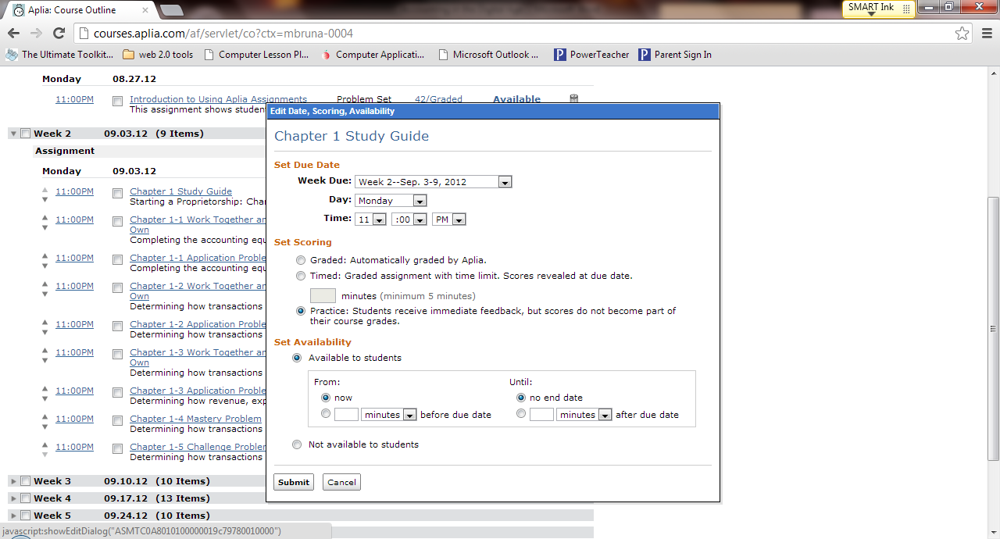 Aplia: Course Outline
SMART Ink
courses.aplia.com/af/servlet/co?ctx=mbruna-0004
The Ultimate Toolkit... web 2.0 tools Computer Lesson Pl... Computer Applicati... Microsoft Outlook ... PowerTeacher Parent Sign In
Monday 08.27.12
11:00PM Introduction to Using Aplia Assignments Problem Set 42/Graded Available
This assignment shows studen
Week 2 09.03.12 (9 Items)
Assignment
Monday 09.03.12
11:00PM Chapter 1 Study Guide
Starting a Proprietorship: Cha
11:00PM Chapter 1-1 Work Together an
Own
Completing the accounting equ
11:00PM Chapter 1-1 Application Proble
Completing the accounting equ
11:00PM Chapter 1-2 Work Together an
Own
Determining how transactions
11:00PM Chapter 1-2 Application Proble
Determining how transactions
11:00PM Chapter 1-3 Work Together an
Own
Determining how transactions
11:00PM Chapter 1-3 Application Proble
Determining how revenue, exp
11:00PM Chapter 1-4 Mastery Problem
Determining how transactions
11:00PM Chapter 1-5 Challenge Problem
Determining how transactions
Week 3 09.10.12 (10 Items)
Week 4 09.17.12 (13 Items)
Week 5 09.24.12 (10 Items)
javascript:showEditDialog("ASMTC0A8010100000019c79780010000")
Edit Date, Scoring, Availability
Chapter 1 Study Guide
Set Due Date
Week Due: Week 2--Sep. 3-9, 2012
Day: Monday
Time: 11 :00 PM
Set Scoring
Graded: Automatically graded by Aplia.
Timed: Graded assignment with time limit. Scores revealed at due date.
minutes (minimum 5 minutes)
Practice: Students receive immediate feedback, but scores do not become part of
their course grades.
Set Availability
Available to students
From: Until:
now no end date
minutes before due date minutes after due date
Not available to students
Submit Cancel